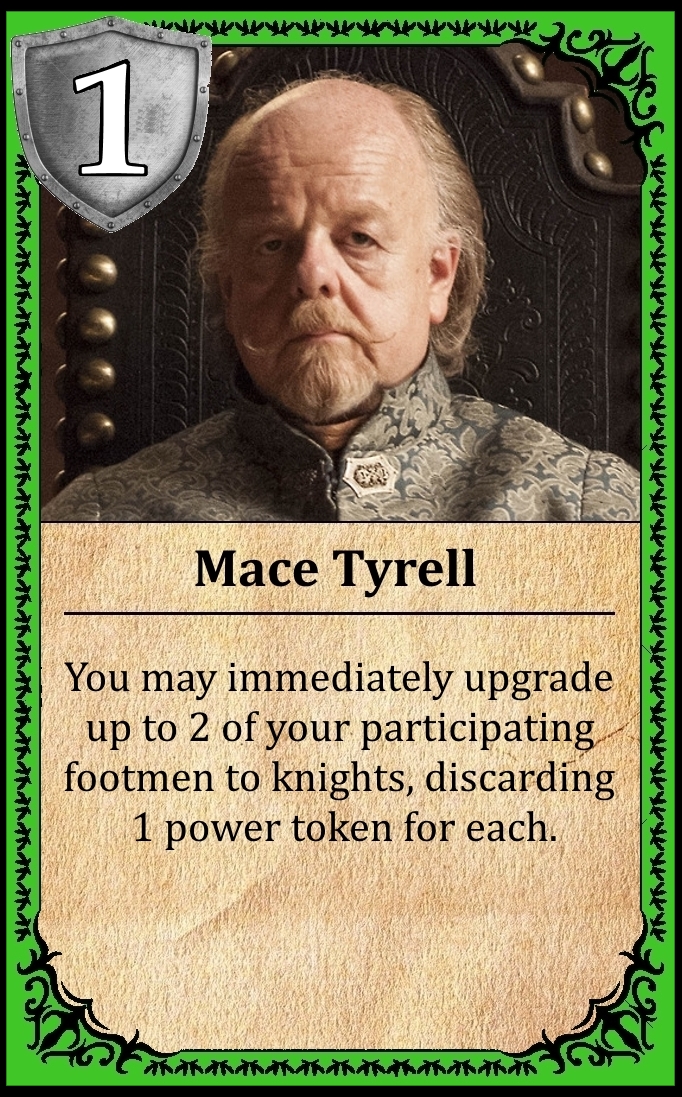 1
Mace Tyrell
You may immediately upgrade
up to 2 of your participating
footmen to knights, discarding
1 power token for each.